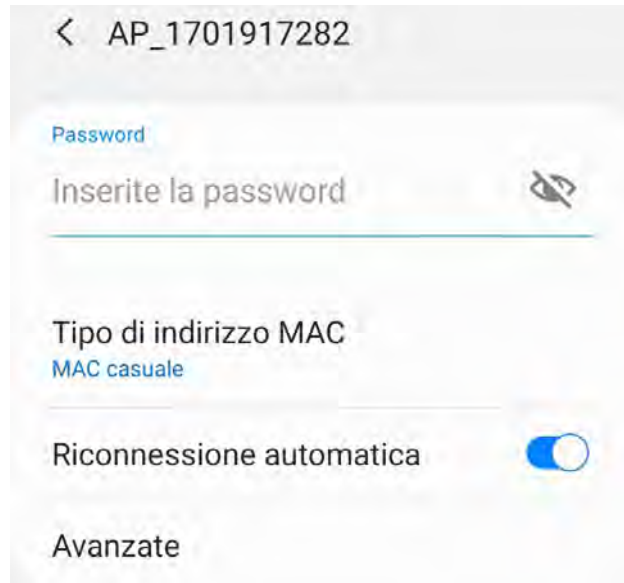 AP_1701917282
Password
Inserite la password
Tipo di indirizzo MAC
MAC casuale
Riconnessione automatica
Avanzate